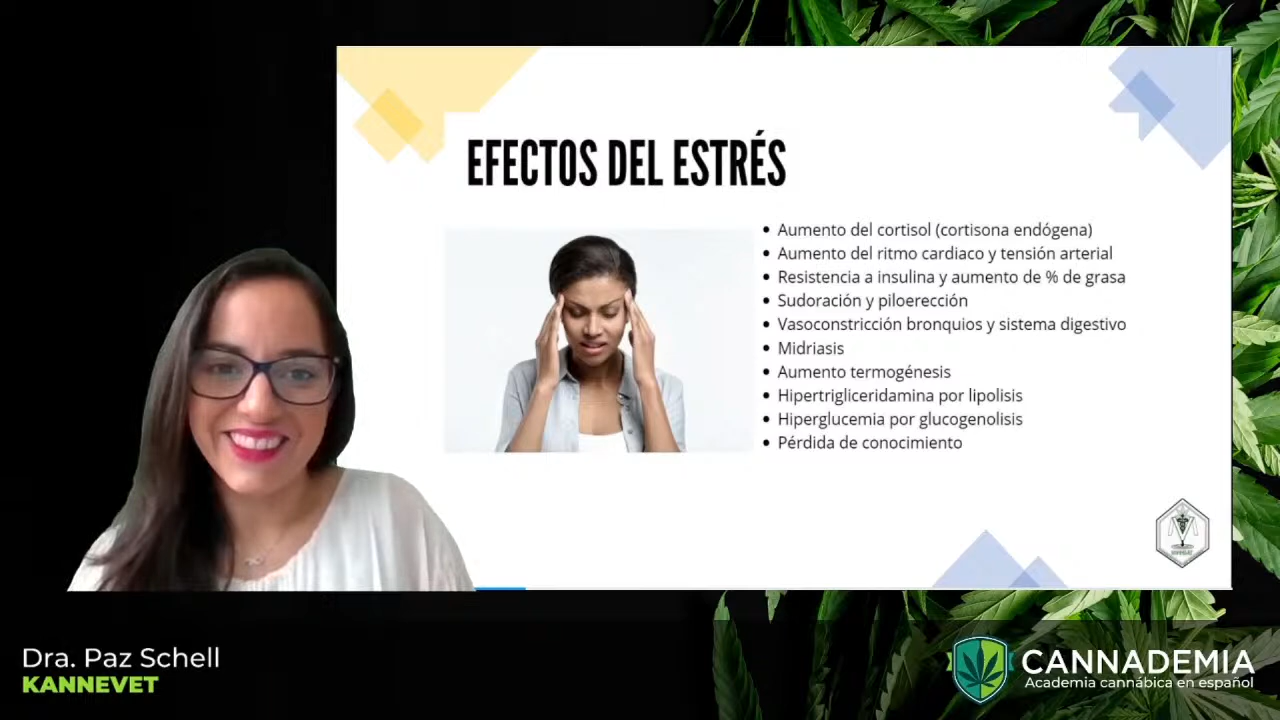 EFECTOS DEL ESTRÉS
Aumento del cortisol (cortisona endógena)
Aumento del ritmo cardiaco y tensión arterial
Resistencia a insulina y aumento de % de grasa
Sudoración y piloerección
Vasoconstricción bronquios y sistema digestivo
Midriasis
Aumento termogénesis
Hipertrigliceridamina por lipolisis
Hiperglucemia por glucogenolisis
Pérdida de conocimiento
Dra. Paz Schell
KANNEVET
CANNADEMIA
Academia cannábica en español